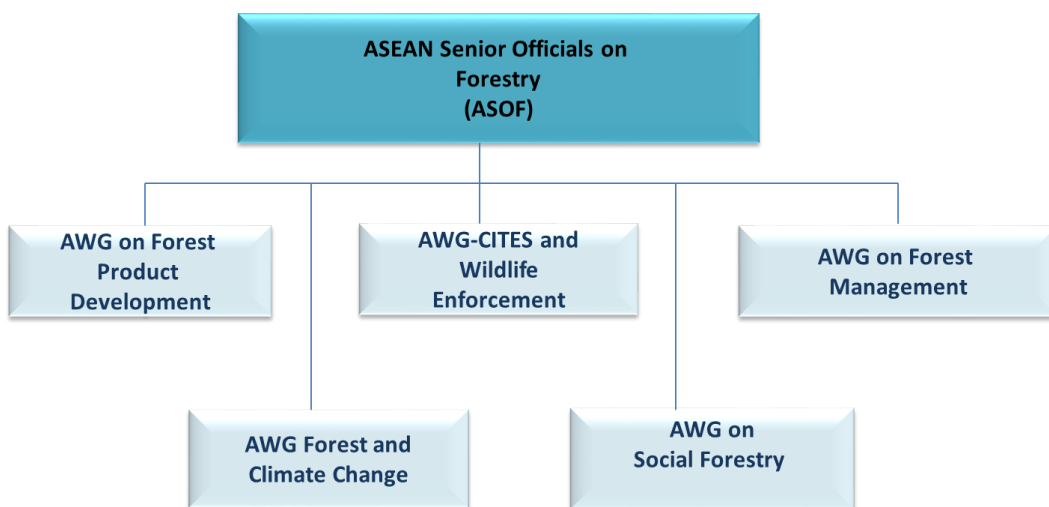 ASEAN Senior Officials on
Forestry
(ASOF)
AWG on Forest
Product
Development
AWG-CITES and
Wildlife
Enforcement
AWG on Forest
Management
AWG Forest and
Climate Change
AWG on
Social Forestry